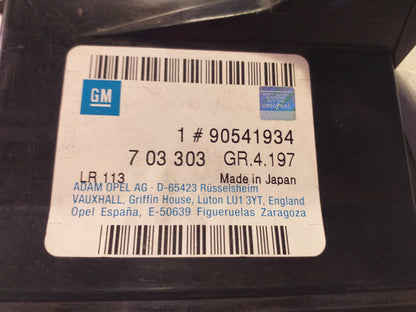 GM
ORIGINAL
1 # 90541934
7 03 303 GR.4.197
LR 113 Made in Japan
ADAM OPEL AG - D-65423 Rüsselsheim
VAUXHALL, Griffin House, Luton LU1 3YT, England
Opel España, E-50639 Figueruelas Zaragoza